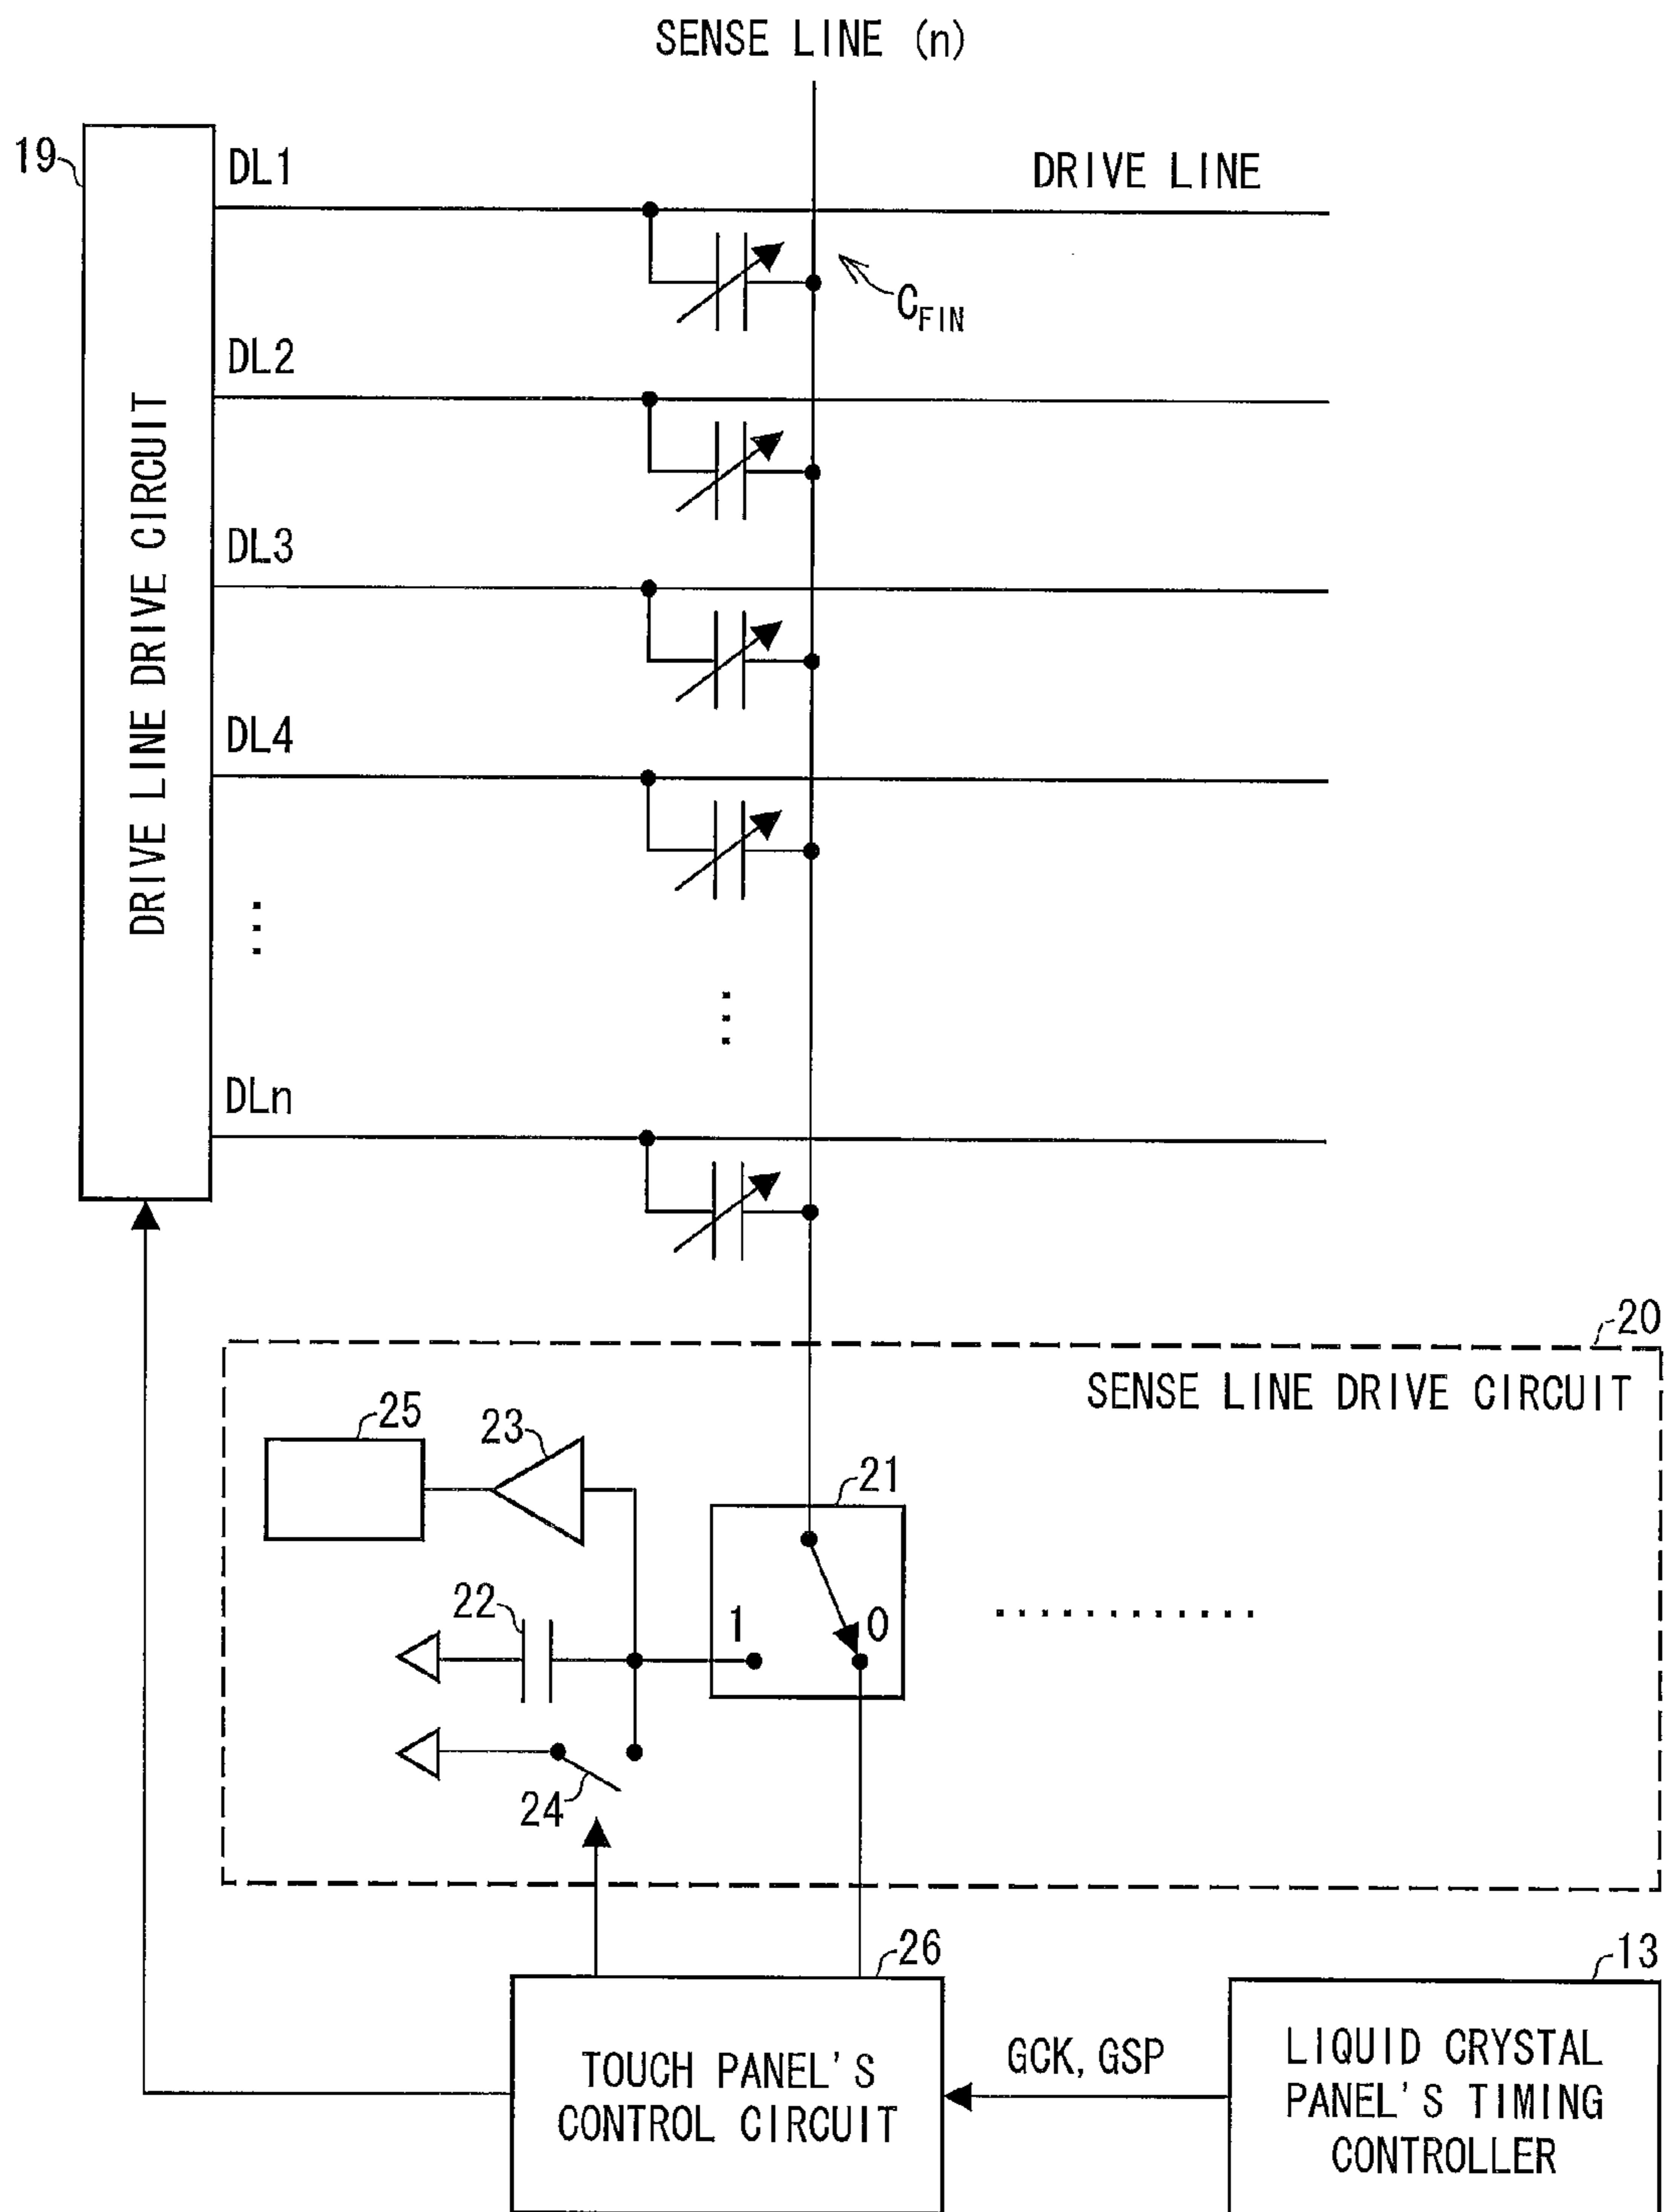 SENSE LINE (n)
19
DL1
DRIVE LINE
CFIN
DL2
DRIVE LINE DRIVE CIRCUIT
DL3
DL4
⋮
⋮
DLn
20
SENSE LINE DRIVE CIRCUIT
25
23
21
22
1
0
............
24
26
13
TOUCH PANEL'S
CONTROL CIRCUIT
GCK, GSP
LIQUID CRYSTAL
PANEL'S TIMING
CONTROLLER